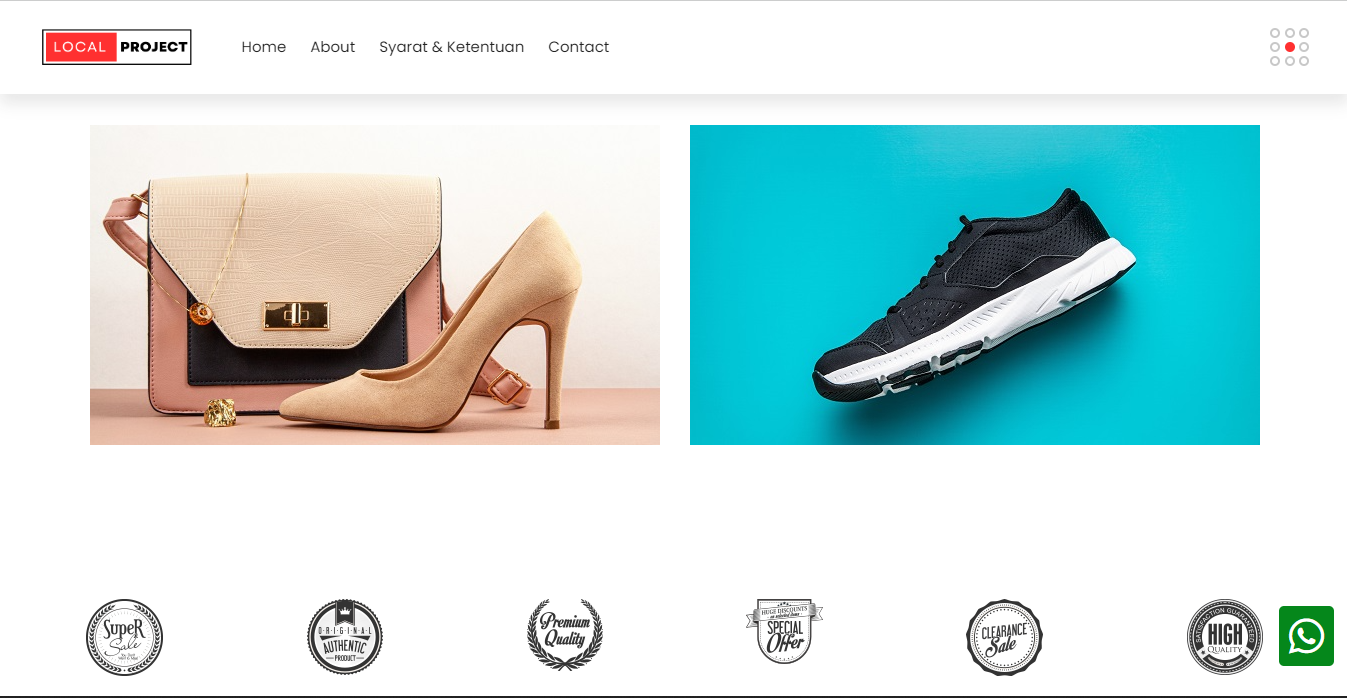 LOCAL PROJECT
Home About Syarat & Ketentuan Contact
SupeR
Sale
ORIGINAL
AUTHENTIC
PRODUCT
Premium
Quality
HUGE DISCOUNTS
SPECIAL
Offer
CLEARANCE
Sale
SATISFACTION GUARANTEED
HIGH
QUALITY